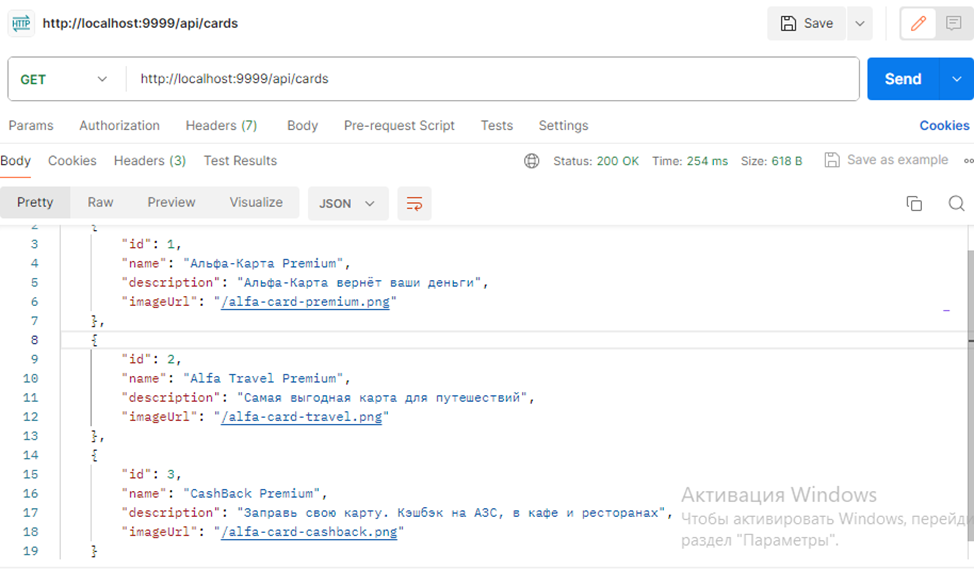 HTTP http://localhost:9999/api/cards Save
GET http://localhost:9999/api/cards Send
Params Authorization Headers (7) Body Pre-request Script Tests Settings Cookies
Body Cookies Headers (3) Test Results Status: 200 OK Time: 254 ms Size: 618 B Save as example
Pretty Raw Preview Visualize JSON
2 {
3 "id": 1,
4 "name": "Альфа-Карта Premium",
5 "description": "Альфа-Карта вернёт ваши деньги",
6 "imageUrl": "/alfa-card-premium.png"
7 },
8 {
9 "id": 2,
10 "name": "Alfa Travel Premium",
11 "description": "Самая выгодная карта для путешествий",
12 "imageUrl": "/alfa-card-travel.png"
13 },
14 {
15 "id": 3,
16 "name": "CashBack Premium",
17 "description": "Заправь свою карту. Кэшбэк на АЗС, в кафе и ресторанах",
18 "imageUrl": "/alfa-card-cashback.png"
19 }
Активация Windows
Чтобы активировать Windows, перейди
раздел "Параметры".